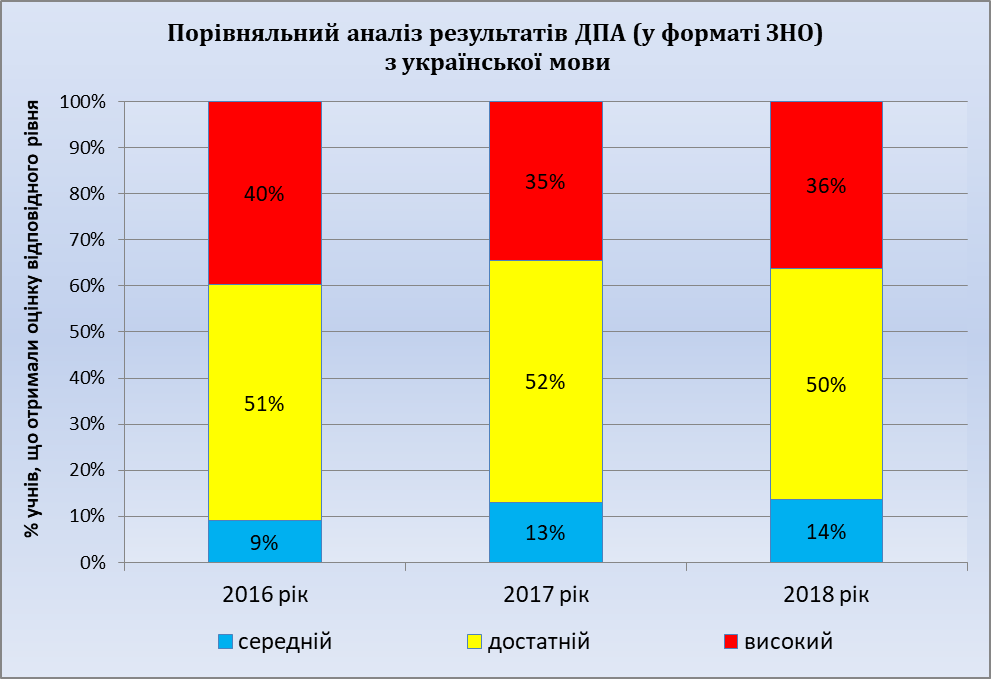 Порівняльний аналіз результатів ДПА (у форматі ЗНО)
з української мови
% учнів, що отримали оцінку відповідного рівня
100%
90%
80%
70%
60%
50%
40%
30%
20%
10%
0%
40%
35%
36%
51%
52%
50%
9%
13%
14%
2016 рік
2017 рік
2018 рік
середній
достатній
високий